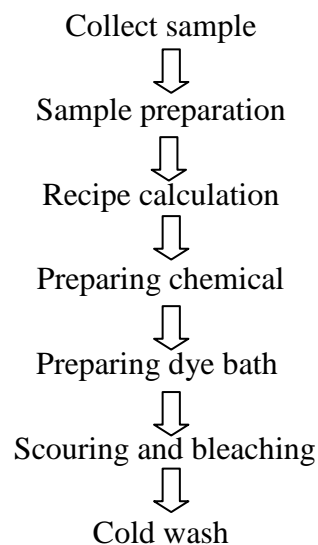 Collect sample
Sample preparation
Recipe calculation
Preparing chemical
Preparing dye bath
Scouring and bleaching
Cold wash